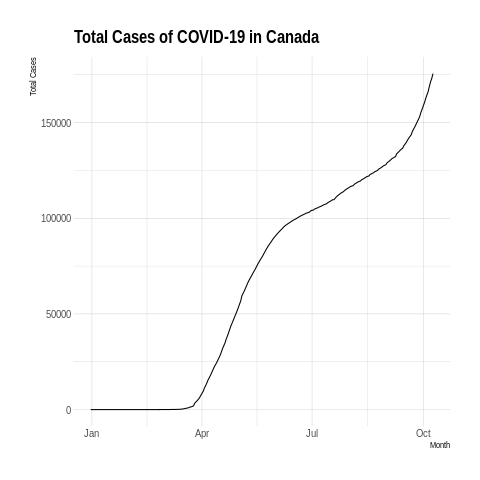 Total Cases of COVID-19 in Canada
Total Cases
150000
100000
50000
0
Jan Apr Jul Oct
Month